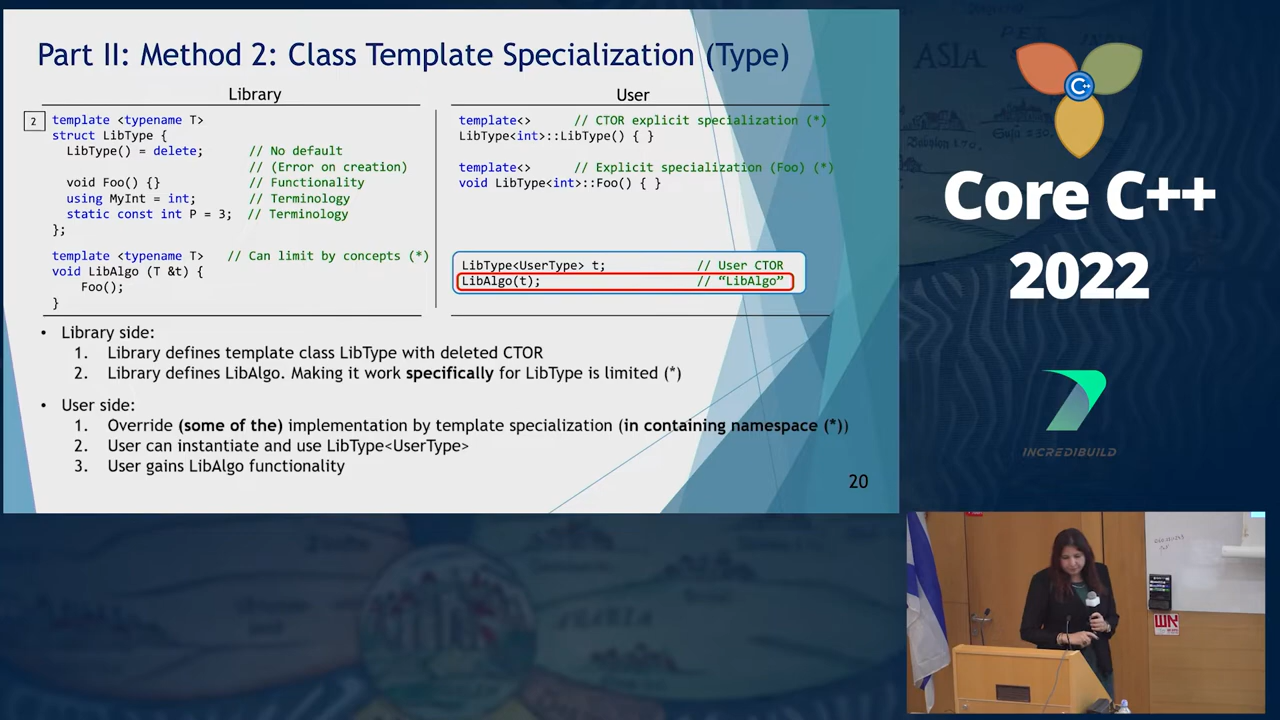 Part II: Method 2: Class Template Specialization (Type)
Library
2
template <typename T>
struct LibType {
LibType() = delete; // No default
// (Error on creation)
void Foo() {} // Functionality
using MyInt = int; // Terminology
static const int P = 3; // Terminology
};
template <typename T> // Can limit by concepts (*)
void LibAlgo (T &t) {
Foo();
}
User
template<> // CTOR explicit specialization (*)
LibType<int>::LibType() { }
template<> // Explicit specialization (Foo) (*)
void LibType<int>::Foo() { }
LibType<UserType> t; // User CTOR
LibAlgo(t); // “LibAlgo”
• Library side:
1. Library defines template class LibType with deleted CTOR
2. Library defines LibAlgo. Making it work specifically for LibType is limited (*)
• User side:
1. Override (some of the) implementation by template specialization (in containing namespace (*))
2. User can instantiate and use LibType<UserType>
3. User gains LibAlgo functionality
20
ASIA
C++
Core C++
2022
INCREDIBUILD
אש